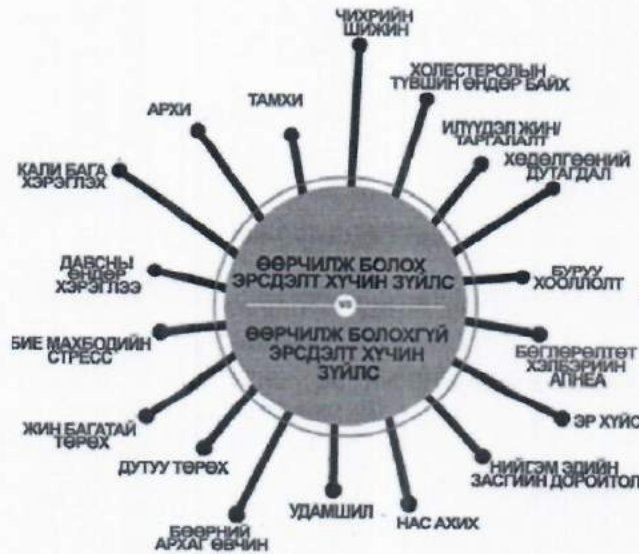 ЧИХРИЙН
ШИЖИН
ХОЛЕСТЕРОЛЫН
ТҮВШИН ӨНДӨР БАЙХ
ТАМХИ
АРХИ
ИЛҮҮДЭЛ ЖИН/
ТАРГАЛАЛТ
ХӨДӨЛГӨӨНИЙ
ДУТАГДАЛ
КАЛИ БАГА
ХЭРЭГЛЭХ
ДАВСНЫ
ӨНДӨР
ХЭРЭГЛЭЭ
ӨӨРЧИЛЖ БОЛОХ
ЭРСДЭЛТ ХҮЧИН ЗҮЙЛС
VS
ӨӨРЧИЛЖ БОЛОХГҮЙ
ЭРСДЭЛТ ХҮЧИН
ЗҮЙЛС
БУРУУ
ХООЛЛОЛТ
БИЕ МАХБОДИЙН
СТРЕСС
БӨГЛӨРӨЛТӨТ
ХЭЛБЭРИЙН
АПНЕА
ЖИН БАГАТАЙ
ТӨРӨХ
ЭР ХҮЙС
ДУТУУ ТӨРӨХ
НИЙГЭМ ЭДИЙН
ЗАСГИЙН ДОРОЙТОЛ
БӨӨРНИЙ
АРХАГ ӨВЧИН
УДАМШИЛ
НАС АХИХ